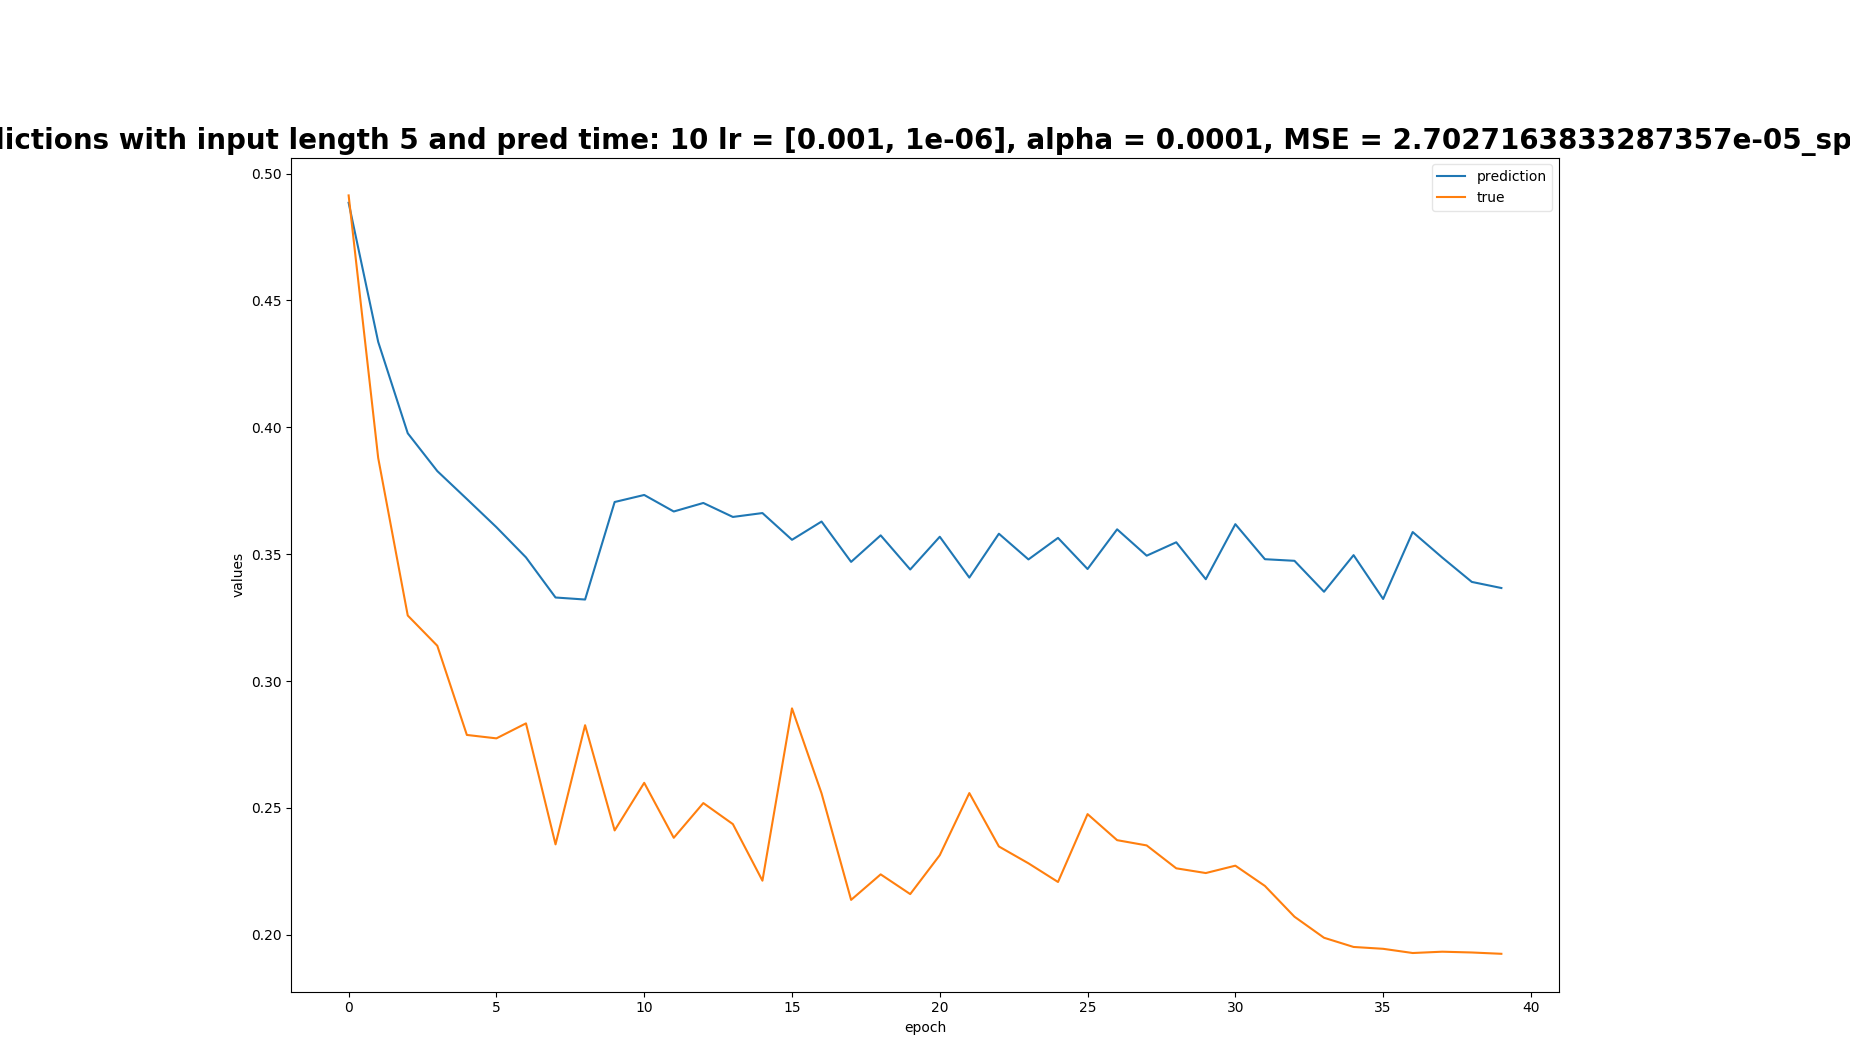 dictions with input length 5 and pred time: 10 lr = [0.001, 1e-06], alpha = 0.0001, MSE = 2.7027163833287357e-05_sp
prediction
true
0.50
0.45
0.40
0.35
0.30
0.25
0.20
values
0 5 10 15 20 25 30 35 40
epoch